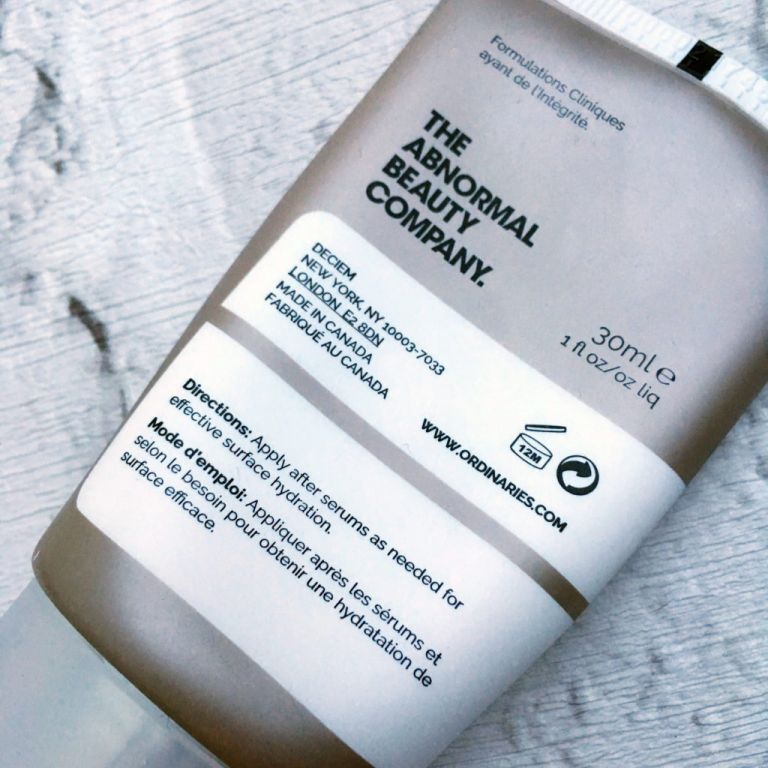 Formulations Cliniques
ayant de l'Intégrité.
THE
ABNORMAL
BEAUTY
COMPANY.
30ml e
1 fl oz/oz liq
DECIEM
NEW YORK, NY 10003-7033
LONDON, E2 8DN
MADE IN CANADA
FABRIQUÉ AU CANADA
12M
WWW.ORDINARIES.COM
Directions: Apply after serums as needed for
effective surface hydration.
Mode d'emploi: Appliquer après les sérums et
selon le besoin pour obtenir une hydratation de
surface efficace.